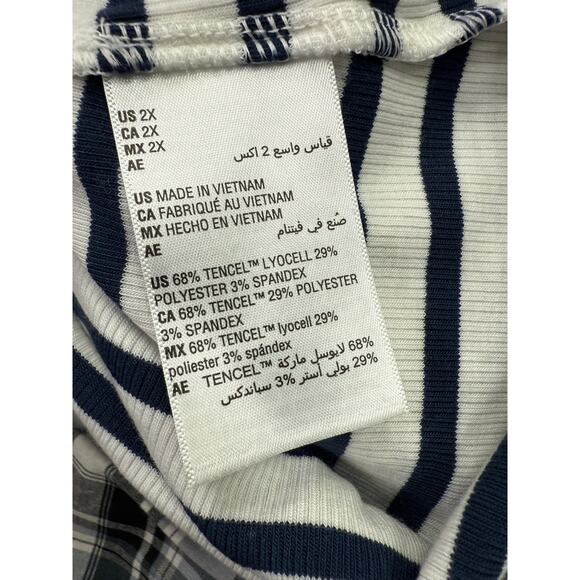 US 2X
CA 2X
MX 2X
AE قياس واسع 2 اكس
US MADE IN VIETNAM
CA FABRIQUÉ AU VIETNAM
MX HECHO EN VIETNAM
AE صُنع في فيتنام
US 68% TENCEL™ LYOCELL 29%
POLYESTER 3% SPANDEX
CA 68% TENCEL™ 29% POLYESTER
3% SPANDEX
MX 68% TENCEL™ lyocell 29%
poliester 3% spándex
AE 68% لايوسل ماركة TENCEL™
29% بولي أستر 3% سباندكس